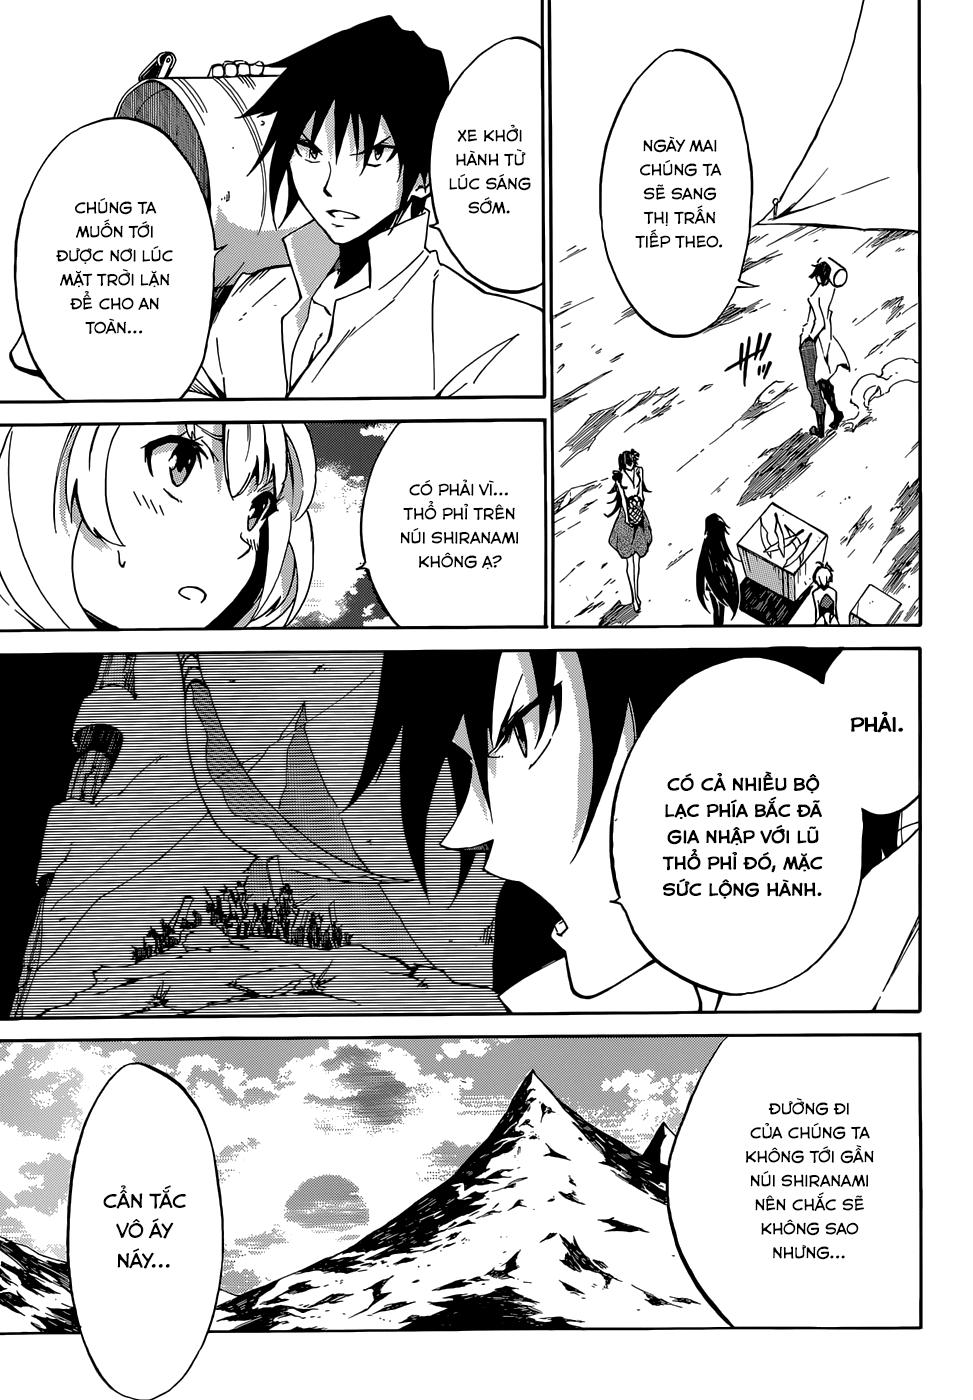 NGÀY MAI
CHÚNG TA
SẼ SANG
THỊ TRẤN
TIẾP THEO.
XE KHỞI
HÀNH TỪ
LÚC SÁNG
SỚM.
CHÚNG TA
MUỐN TỚI
ĐƯỢC NƠI LÚC
MẶT TRỜI LẶN
ĐỂ CHO AN
TOÀN...
CÓ PHẢI VÌ...
THỔ PHỈ TRÊN
NÚI SHIRANAMI
KHÔNG Ạ?
PHẢI.
CÓ CẢ NHIỀU BỘ
LẠC PHÍA BẮC ĐÃ
GIA NHẬP VỚI LŨ
THỔ PHỈ ĐÓ, MẶC
SỨC LỘNG HÀNH.
ĐƯỜNG ĐI
CỦA CHÚNG TA
KHÔNG TỚI GẦN
NÚI SHIRANAMI
NÊN CHẮC SẼ
KHÔNG SAO
NHƯNG...
CẨN TẮC
VÔ ÁY
NÁY...